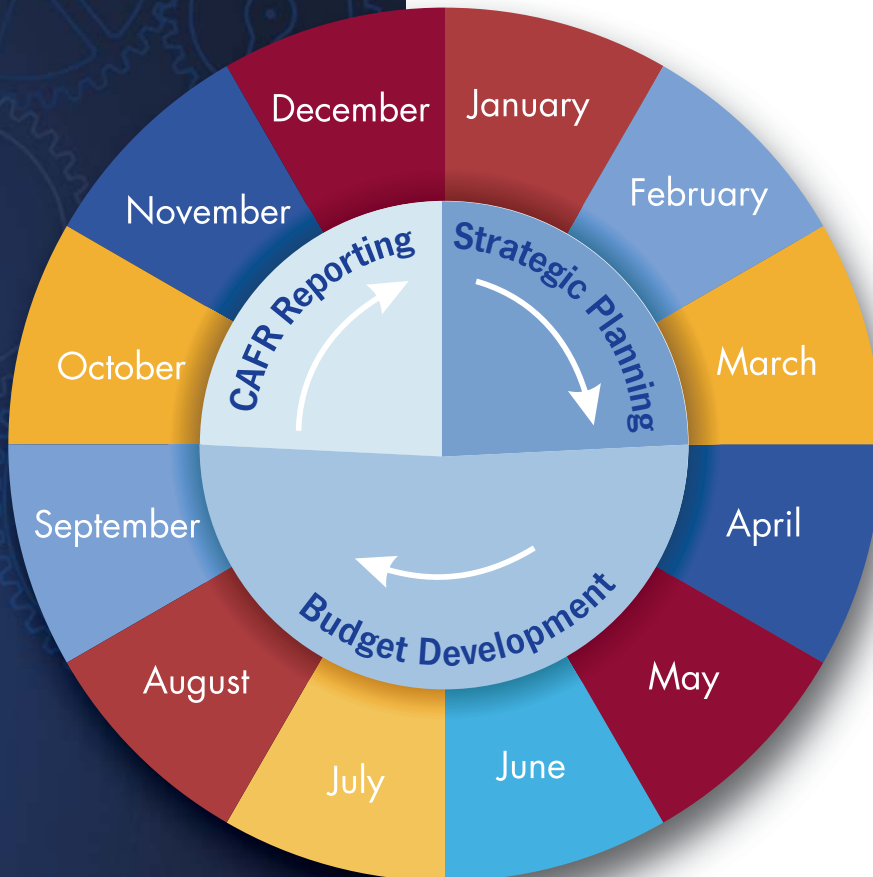 January
February
March
April
May
June
July
August
September
October
November
December
Strategic Planning
Budget Development
CAFR Reporting